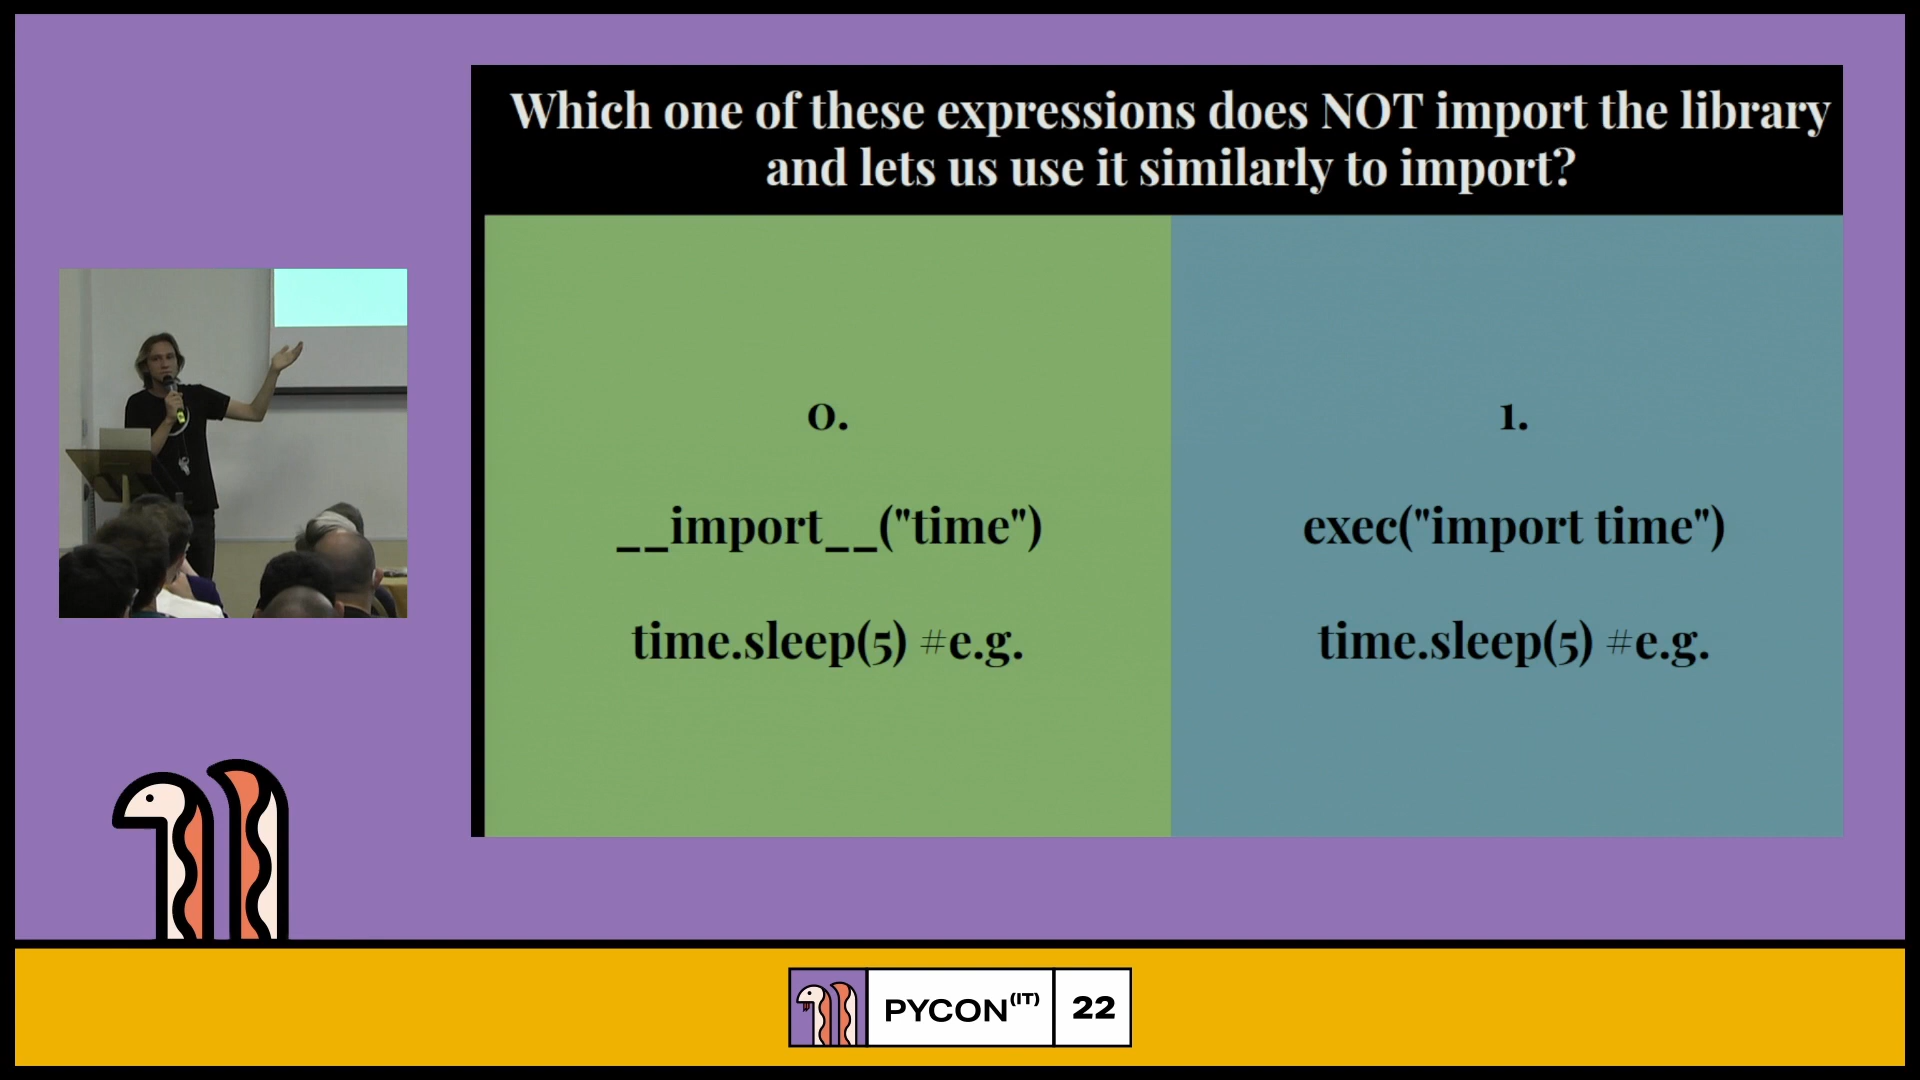 Which one of these expressions does NOT import the library
and lets us use it similarly to import?
0.
__import__("time")
time.sleep(5) #e.g.
1.
exec("import time")
time.sleep(5) #e.g.
PYCON(IT) 22